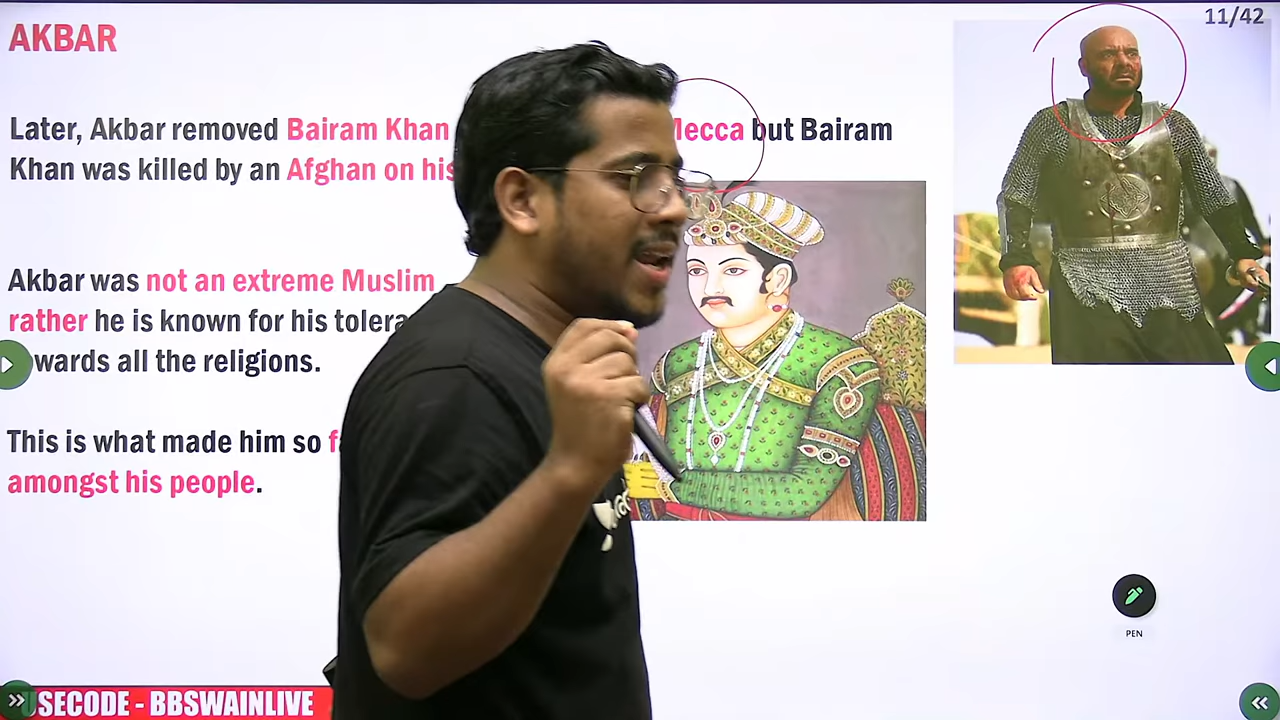 AKBAR
11/42
Later, Akbar removed Bairam Khan Mecca but Bairam
Khan was killed by an Afghan on his
Akbar was not an extreme Muslim
rather he is known for his tolera
wards all the religions.
This is what made him so
amongst his people.
PEN
SECODE - BBSWAINLIVE